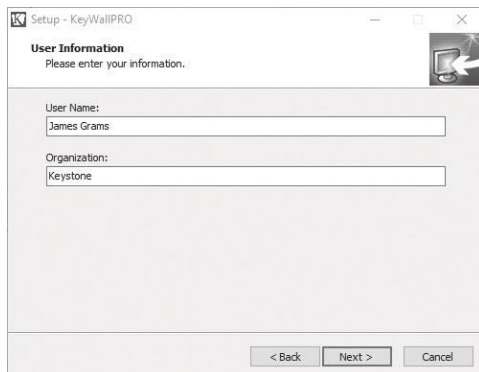 Setup - KeyWallPRO
User Information
Please enter your information.
User Name:
James Grams
Organization:
Keystone
< Back
Next >
Cancel